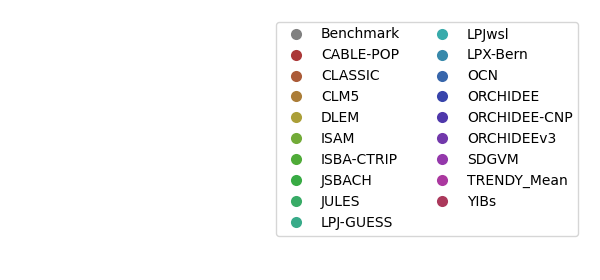 Benchmark
CABLE-POP
CLASSIC
CLM5
DLEM
ISAM
ISBA-CTRIP
JSBACH
JULES
LPJ-GUESS
LPJwsl
LPX-Bern
OCN
ORCHIDEE
ORCHIDEE-CNP
ORCHIDEEv3
SDGVM
TRENDY_Mean
YIBs